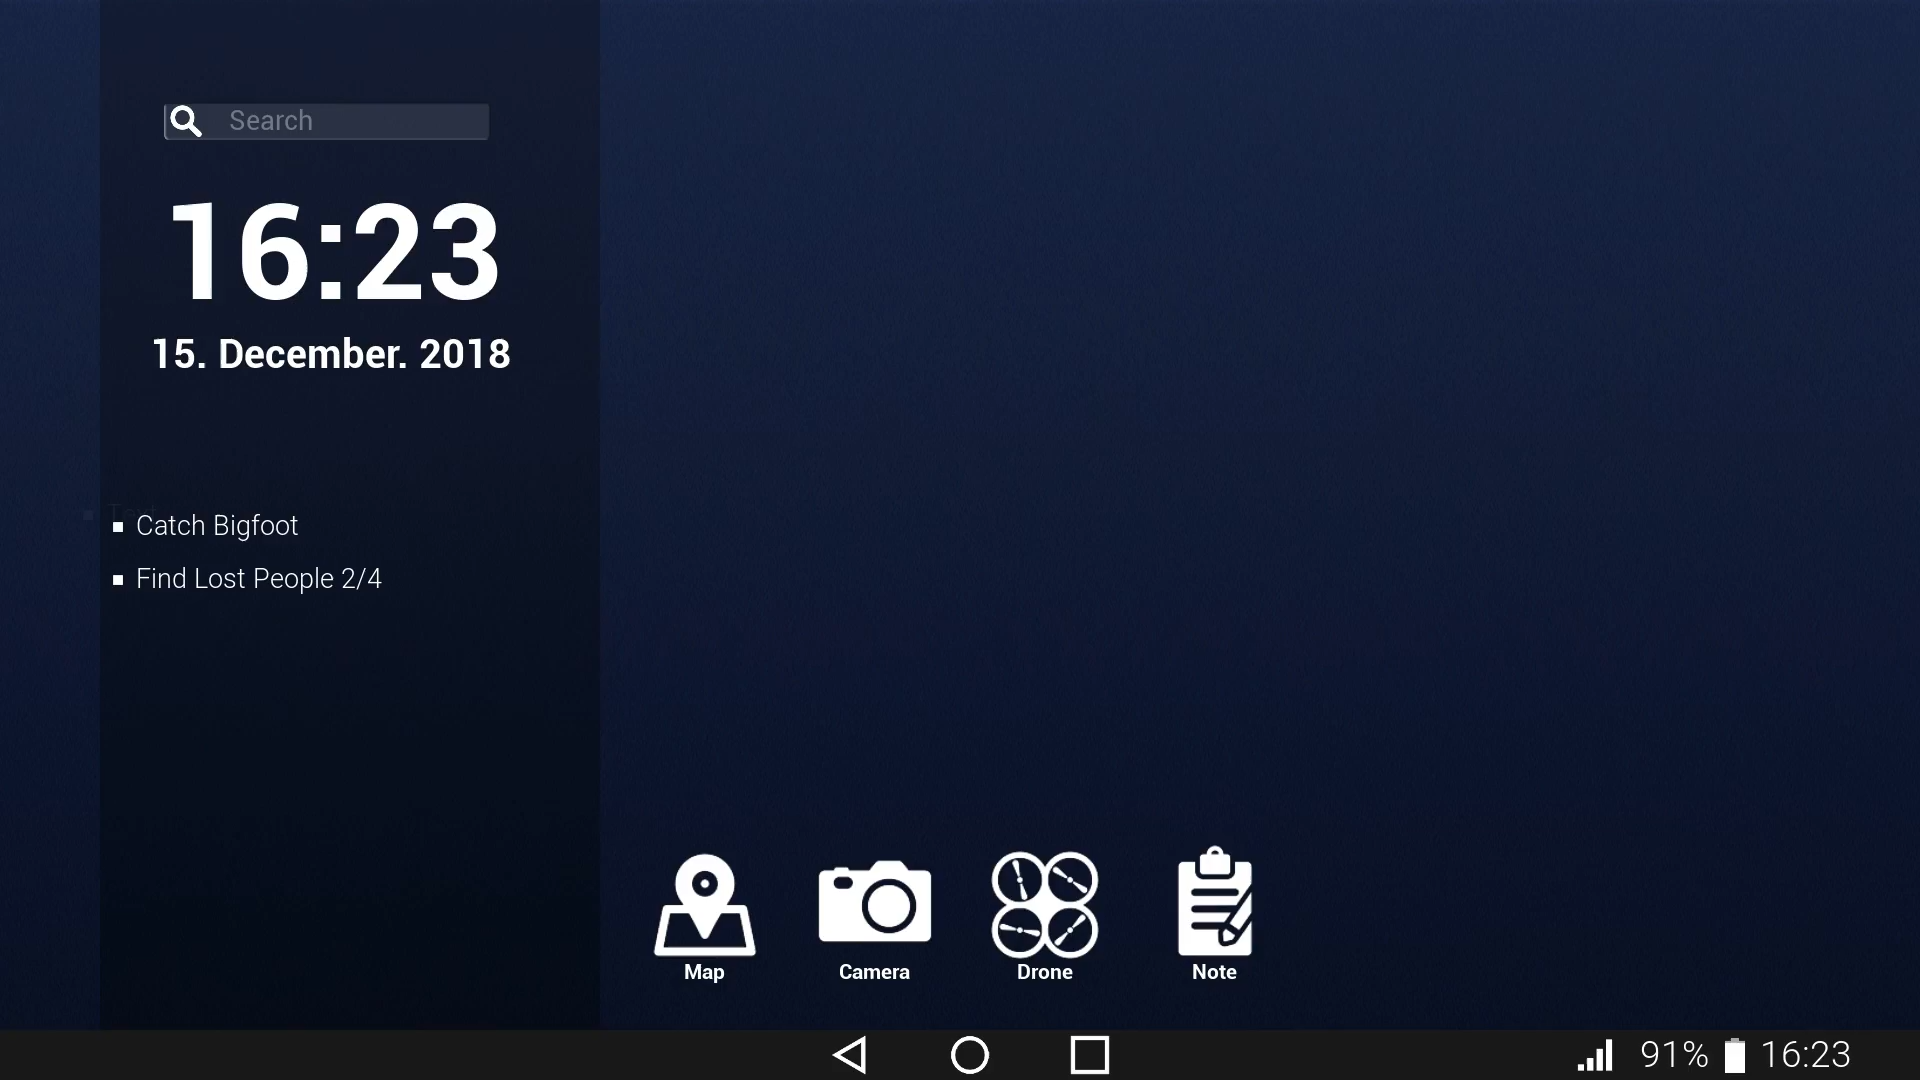 Search
16:23
15. December. 2018
Catch Bigfoot
Find Lost People 2/4
Map
Camera
Drone
Note
91% 16:23